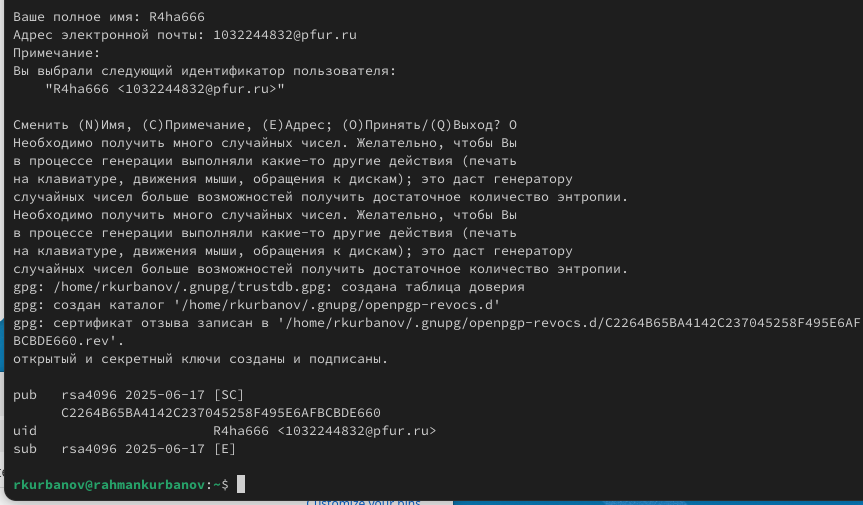 Ваше полное имя: R4ha666
Адрес электронной почты: 1032244832@pfur.ru
Примечание:
Вы выбрали следующий идентификатор пользователя:
    "R4ha666 <1032244832@pfur.ru>"

Сменить (N)Имя, (C)Примечание, (E)Адрес; (O)Принять/(Q)Выход? O
Необходимо получить много случайных чисел. Желательно, чтобы Вы
в процессе генерации выполняли какие-то другие действия (печать
на клавиатуре, движения мыши, обращения к дискам); это даст генератору
случайных чисел больше возможностей получить достаточное количество энтропии.
Необходимо получить много случайных чисел. Желательно, чтобы Вы
в процессе генерации выполняли какие-то другие действия (печать
на клавиатуре, движения мыши, обращения к дискам); это даст генератору
случайных чисел больше возможностей получить достаточное количество энтропии.
gpg: /home/rkurbanov/.gnupg/trustdb.gpg: создана таблица доверия
gpg: создан каталог '/home/rkurbanov/.gnupg/openpgp-revocs.d'
gpg: сертификат отзыва записан в '/home/rkurbanov/.gnupg/openpgp-revocs.d/C2264B65BA4142C237045258F495E6AF
BCBDE660.rev'.
открытый и секретный ключи созданы и подписаны.

pub   rsa4096 2025-06-17 [SC]
      C2264B65BA4142C237045258F495E6AFBCBDE660
uid                      R4ha666 <1032244832@pfur.ru>
sub   rsa4096 2025-06-17 [E]

rkurbanov@rahmankurbanov:~$
Customize your pins